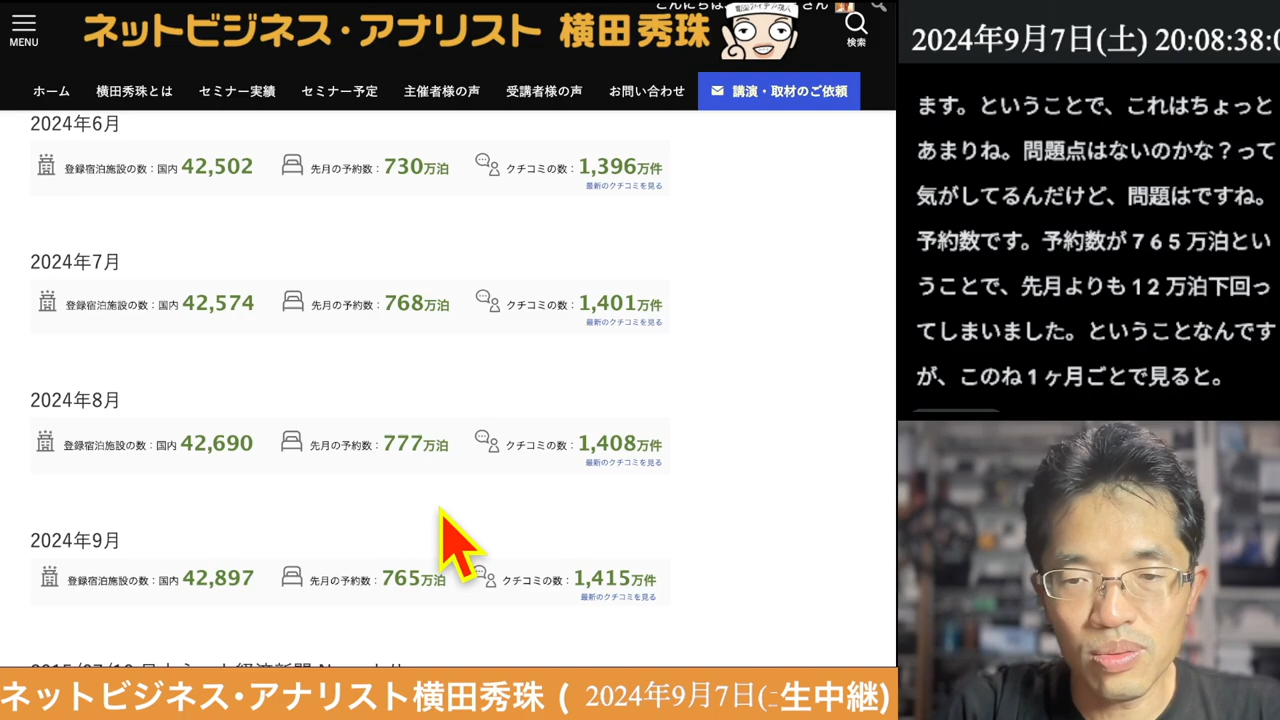 MENU
ネットビジネス・アナリスト 横田秀珠
検索
ホーム 横田秀珠とは セミナー実績 セミナー予定 主催者様の声 受講者様の声 お問い合わせ 講演・取材のご依頼
2024年6月
登録宿泊施設の数：国内 42,502 先月の予約数：730万泊 クチコミの数：1,396万件
最新のクチコミを見る
2024年7月
登録宿泊施設の数：国内 42,574 先月の予約数：768万泊 クチコミの数：1,401万件
最新のクチコミを見る
2024年8月
登録宿泊施設の数：国内 42,690 先月の予約数：777万泊 クチコミの数：1,408万件
最新のクチコミを見る
2024年9月
登録宿泊施設の数：国内 42,897 先月の予約数：765万泊 クチコミの数：1,415万件
最新のクチコミを見る
ネットビジネス・アナリスト横田秀珠 ( 2024年9月7日(土 生中継)
2024年9月7日(土) 20:08:38:0
ます。ということで、これはちょっと
あまりね。問題点はないのかな？って
気がしてるんだけど、問題はですね。
予約数です。予約数が７６５万泊とい
うことで、先月よりも１２万泊下回っ
てしまいました。ということなんです
が、このね１ヶ月ごとで見ると。